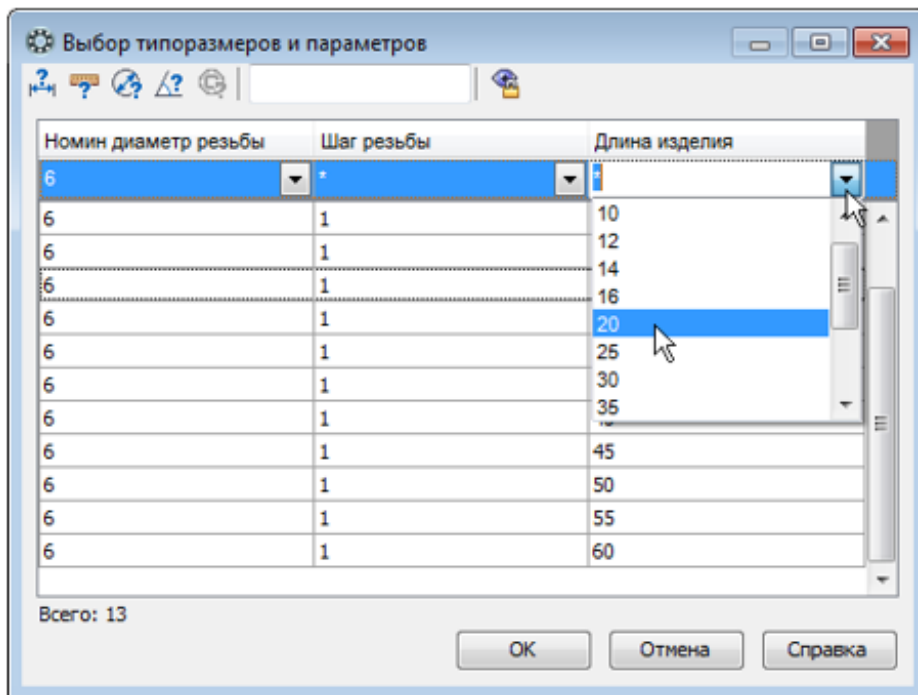 Выбор типоразмеров и параметров
Номин диаметр резьбы Шаг резьбы Длина изделия
6 * *
6 1 10
6 1 12
6 1 14
6 1 16
6 1 20
6 1 25
6 1 30
35
6 1 45
6 1 50
6 1 55
6 1 60
Всего: 13
ОК Отмена Справка